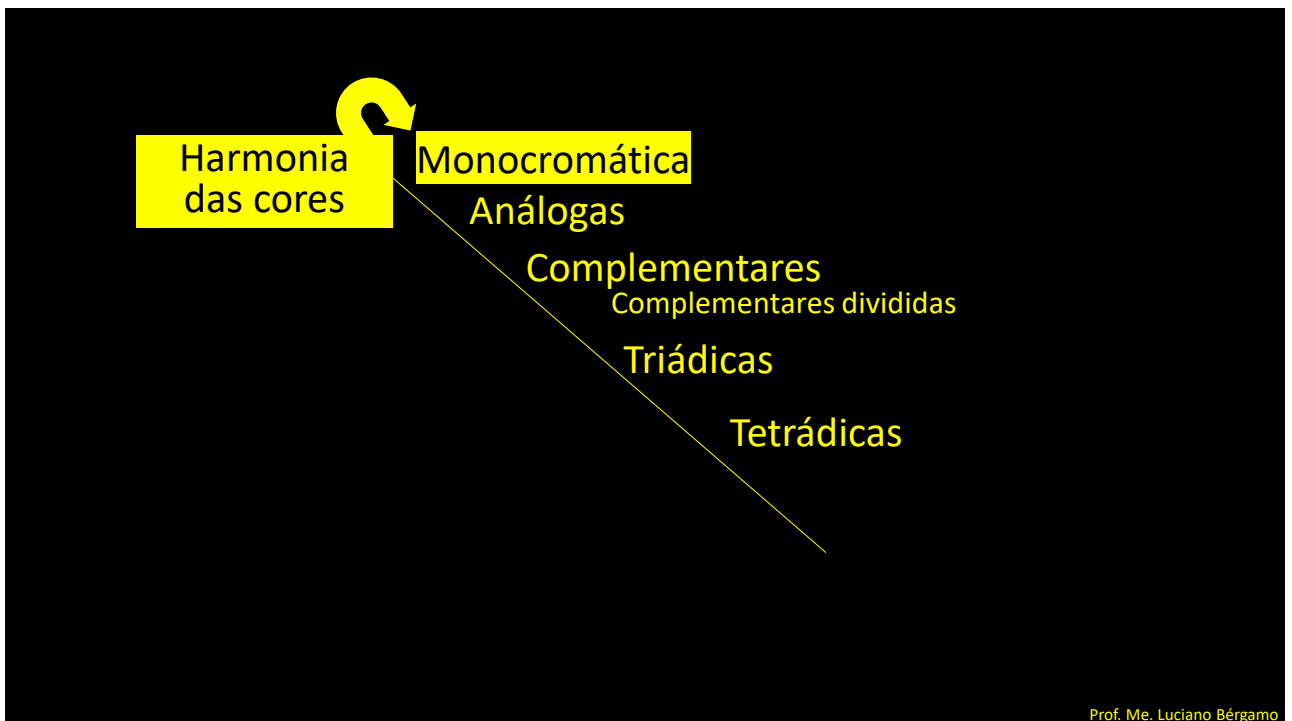 Harmonia
das cores
Monocromática
Análogas
Complementares
Complementares divididas
Triádicas
Tetrádicas
Prof. Me. Luciano Bérgamo